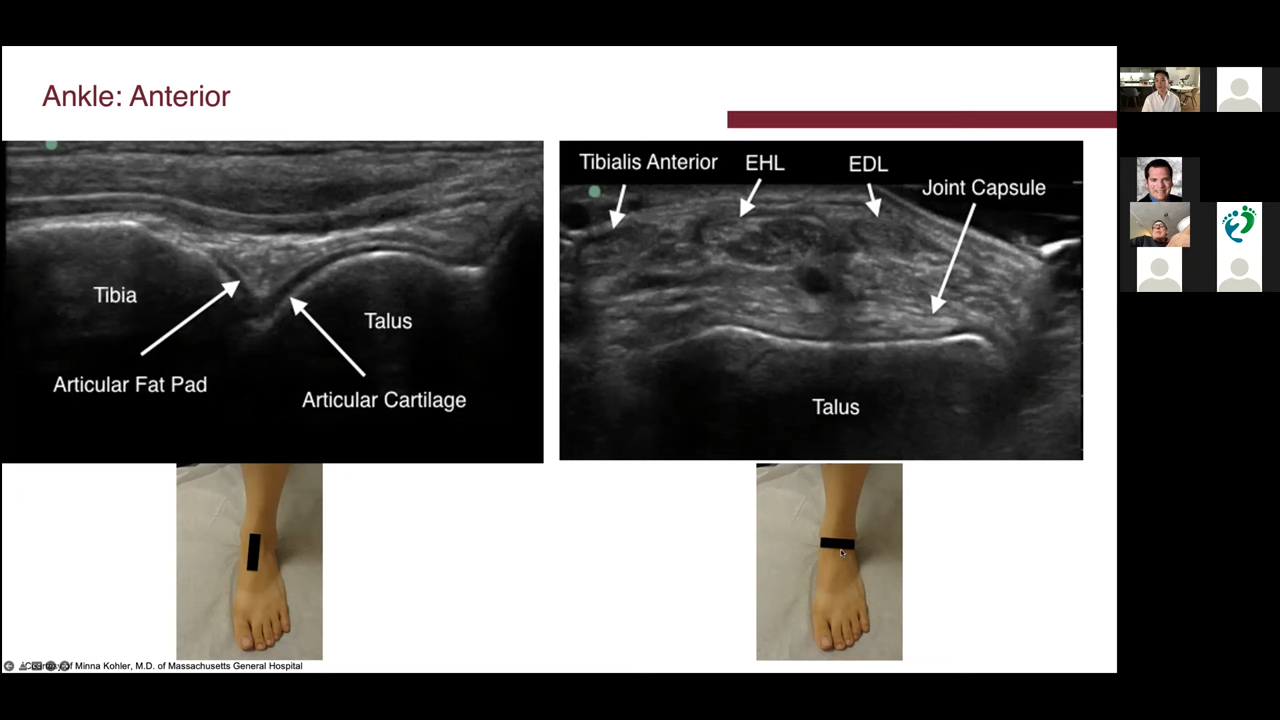 Ankle: Anterior
Tibia
Talus
Articular Fat Pad
Articular Cartilage
Tibialis Anterior
EHL
EDL
Joint Capsule
Talus
of Minna Kohler, M.D. of Massachusetts General Hospital